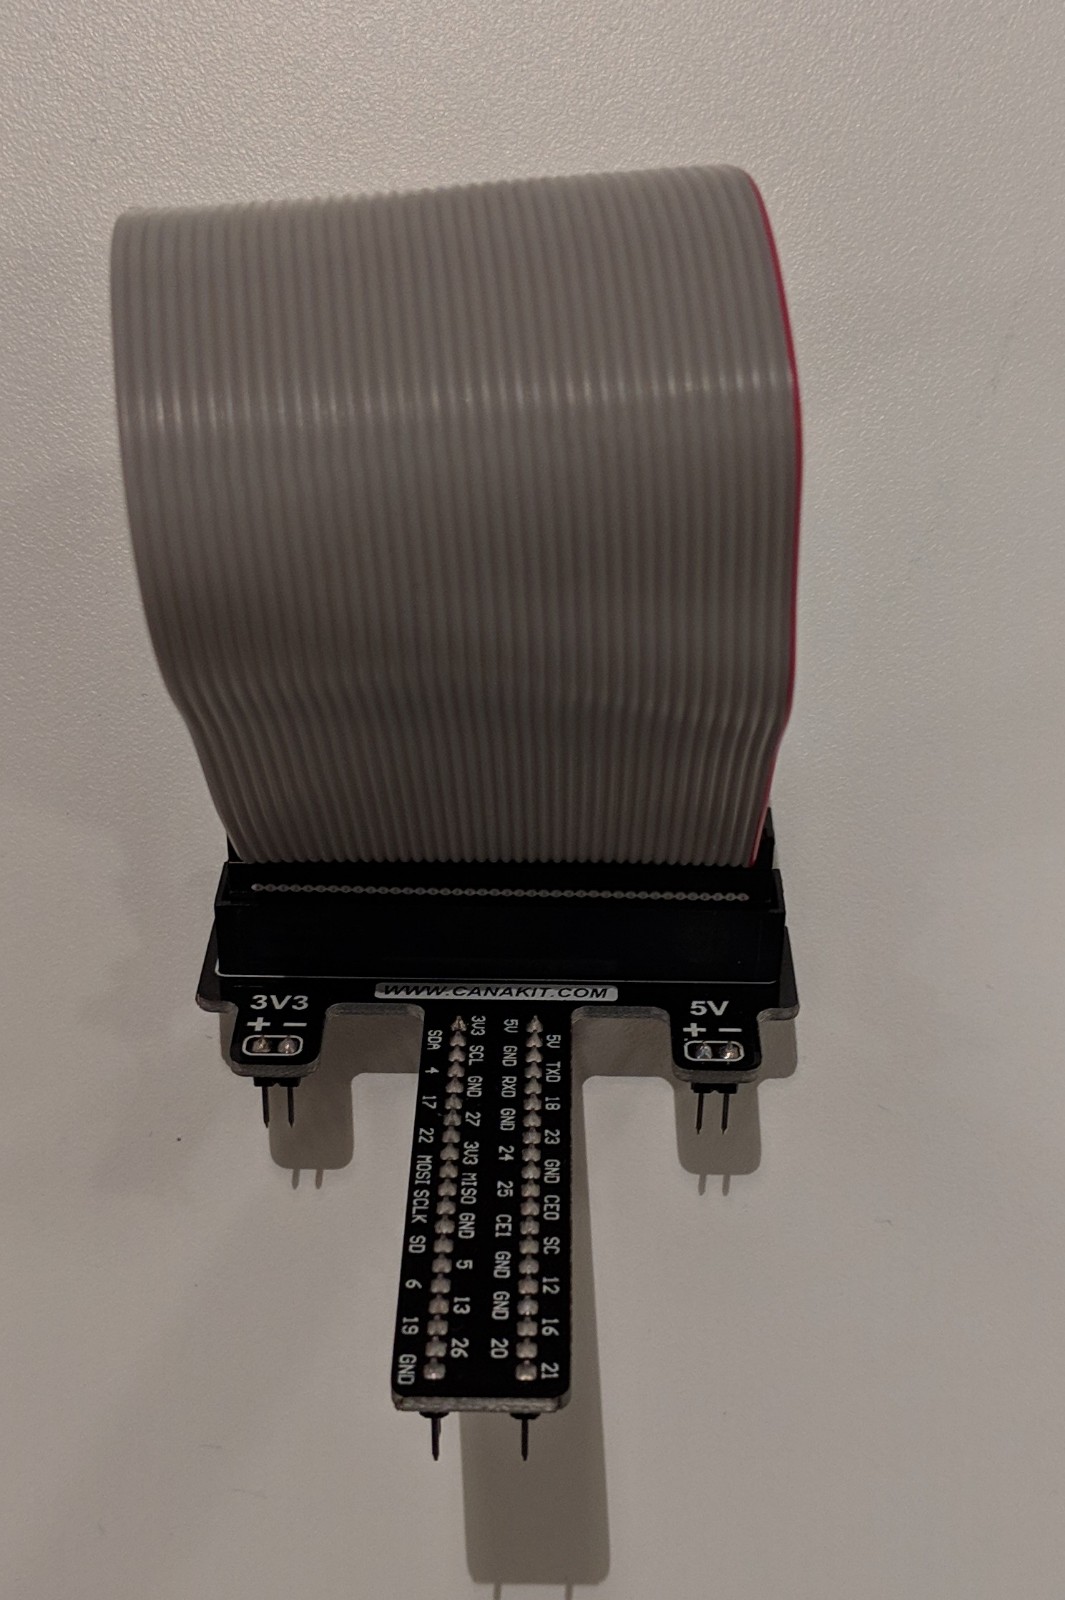 WWW.CANAKIT.COM
3V3
+ −
5V
+ −
SDA 4 17 22 MOSI SCLK SD 6 19 GND
3V3 SCL GND 27 3V3 MISO GND 5 13 26
5V GND RXD GND 24 25 CE1 GND GND 20
5V TXD 18 23 GND CE0 SC 12 16 21